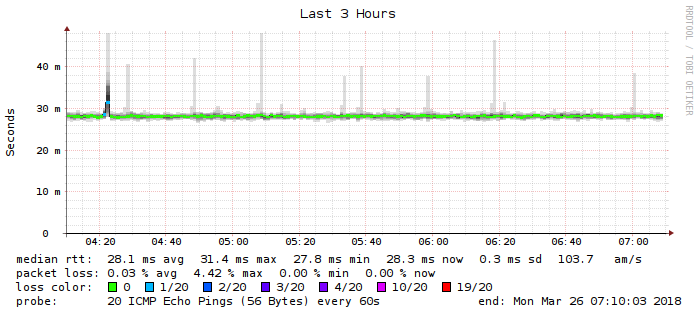 Last 3 Hours
RRDTOOL / TOBI OETIKER
Seconds
40 m
30 m
20 m
10 m
0
04:20 04:40 05:00 05:20 05:40 06:00 06:20 06:40 07:00
median rtt: 28.1 ms avg 31.4 ms max 27.8 ms min 28.3 ms now 0.3 ms sd 103.7 am/s
packet loss: 0.03 % avg 4.42 % max 0.00 % min 0.00 % now
loss color: 0 1/20 2/20 3/20 4/20 10/20 19/20
probe: 20 ICMP Echo Pings (56 Bytes) every 60s end: Mon Mar 26 07:10:03 2018